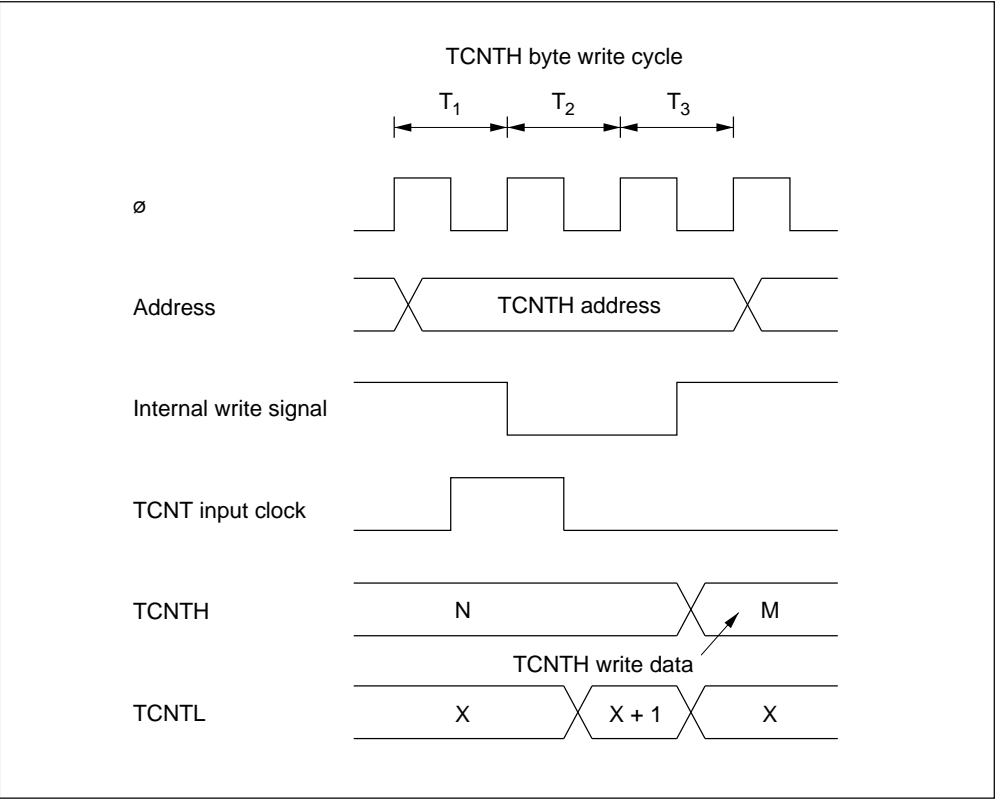 TCNTH byte write cycle
T1 T2 T3
ø
Address
TCNTH address
Internal write signal
TCNT input clock
TCNTH
N
M
TCNTH write data
TCNTL
X
X + 1
X